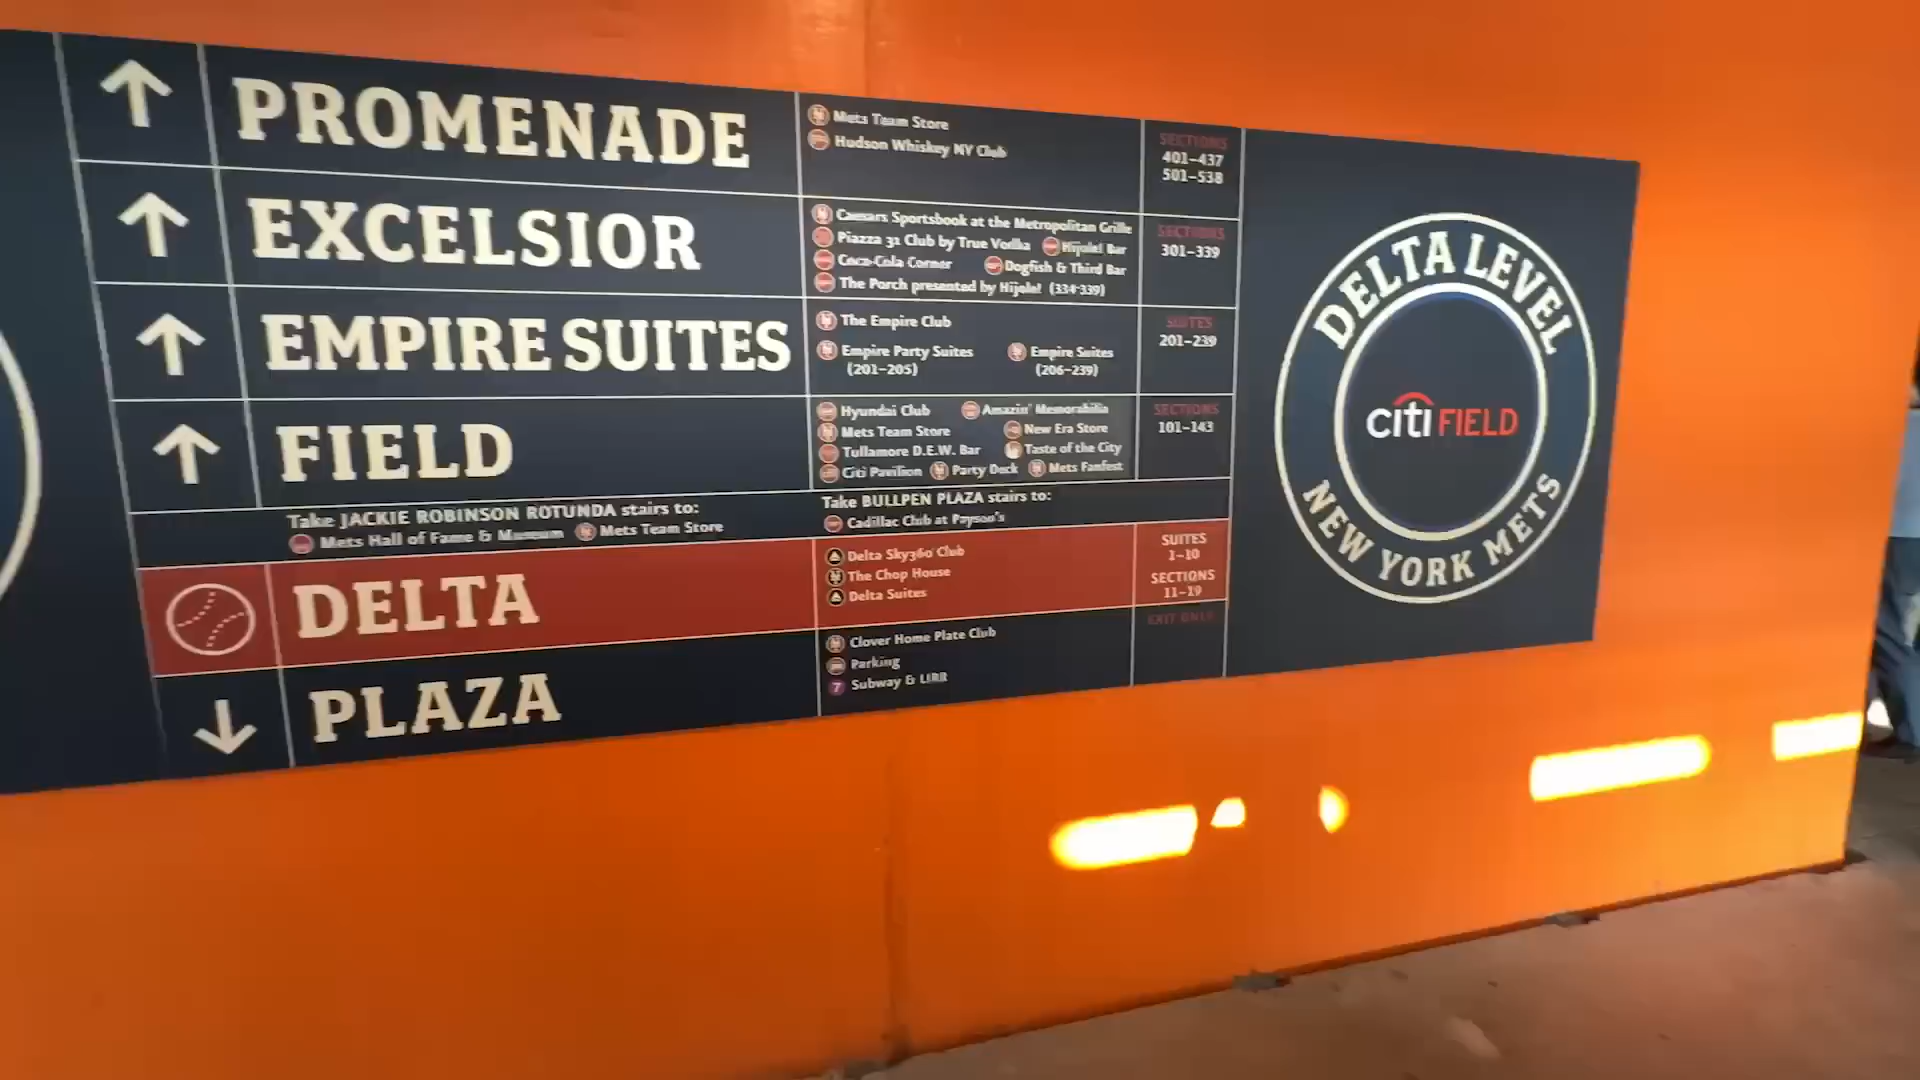 PROMENADE
Mets Team Store
Hudson Whiskey NY Club
SECTIONS
401-437
501-538
EXCELSIOR
Caesars Sportsbook at the Metropolitan Grille
Piazza 31 Club by True Vodka Hijole! Bar
Coca-Cola Corner Dogfish & Third Bar
The Porch presented by Hijole! (334-339)
SECTIONS
301-339
EMPIRE SUITES
The Empire Club
Empire Party Suites Empire Suites
(201-205) (206-239)
SUITES
201-239
FIELD
Hyundai Club Amazin' Memorabilia
Mets Team Store New Era Store
Tullamore D.E.W. Bar Taste of the City
Citi Pavilion Party Deck Mets Fanfest
SECTIONS
101-143
Take JACKIE ROBINSON ROTUNDA stairs to:
Mets Hall of Fame & Museum Mets Team Store
Take BULLPEN PLAZA stairs to:
Cadillac Club at Payson's
DELTA
Delta Sky360 Club
The Chop House
Delta Suites
SUITES
1-10
SECTIONS
11-19
PLAZA
Clover Home Plate Club
Parking
7 Subway & LIRR
EXIT ONLY
DELTA LEVEL
citi FIELD
NEW YORK METS